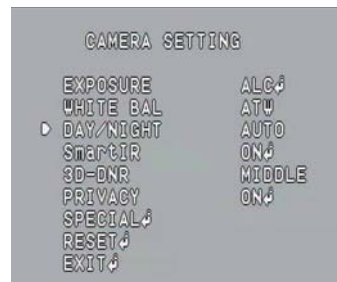 CAMERA SETTING
EXPOSURE ALC↲
WHITE BAL ATW
DAY/NIGHT AUTO
SmartIR ON↲
3D-DNR MIDDLE
PRIVACY ON↲
SPECIAL↲
RESET↲
EXIT↲